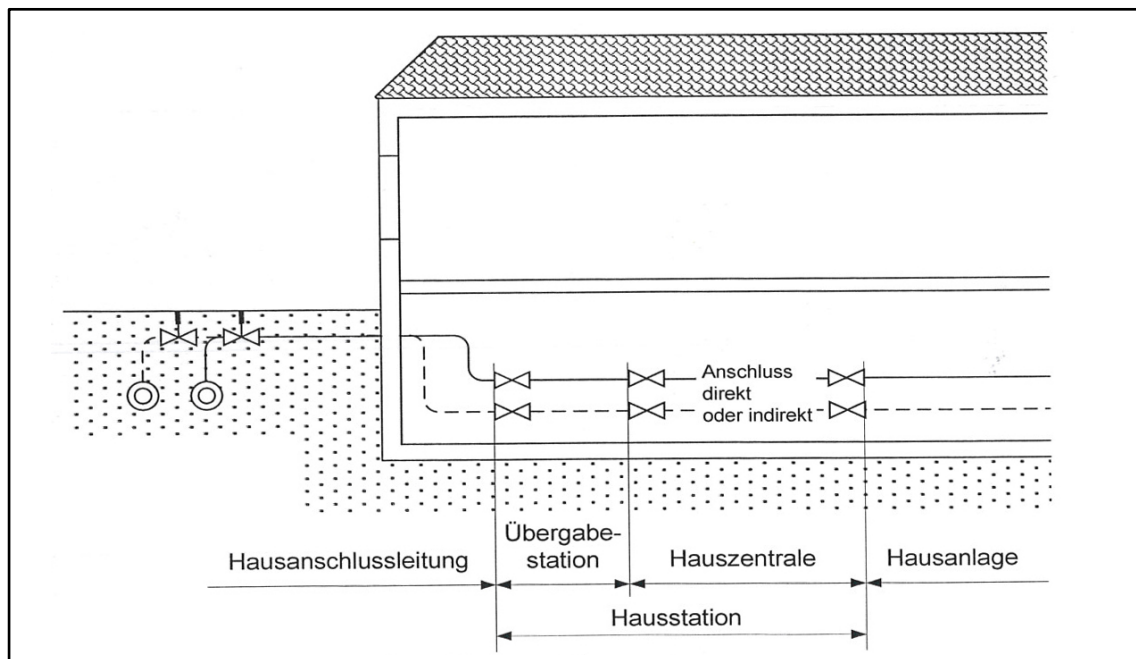 Anschluss
direkt
oder indirekt
Hausanschlussleitung
Übergabe-
station
Hauszentrale
Hausanlage
Hausstation